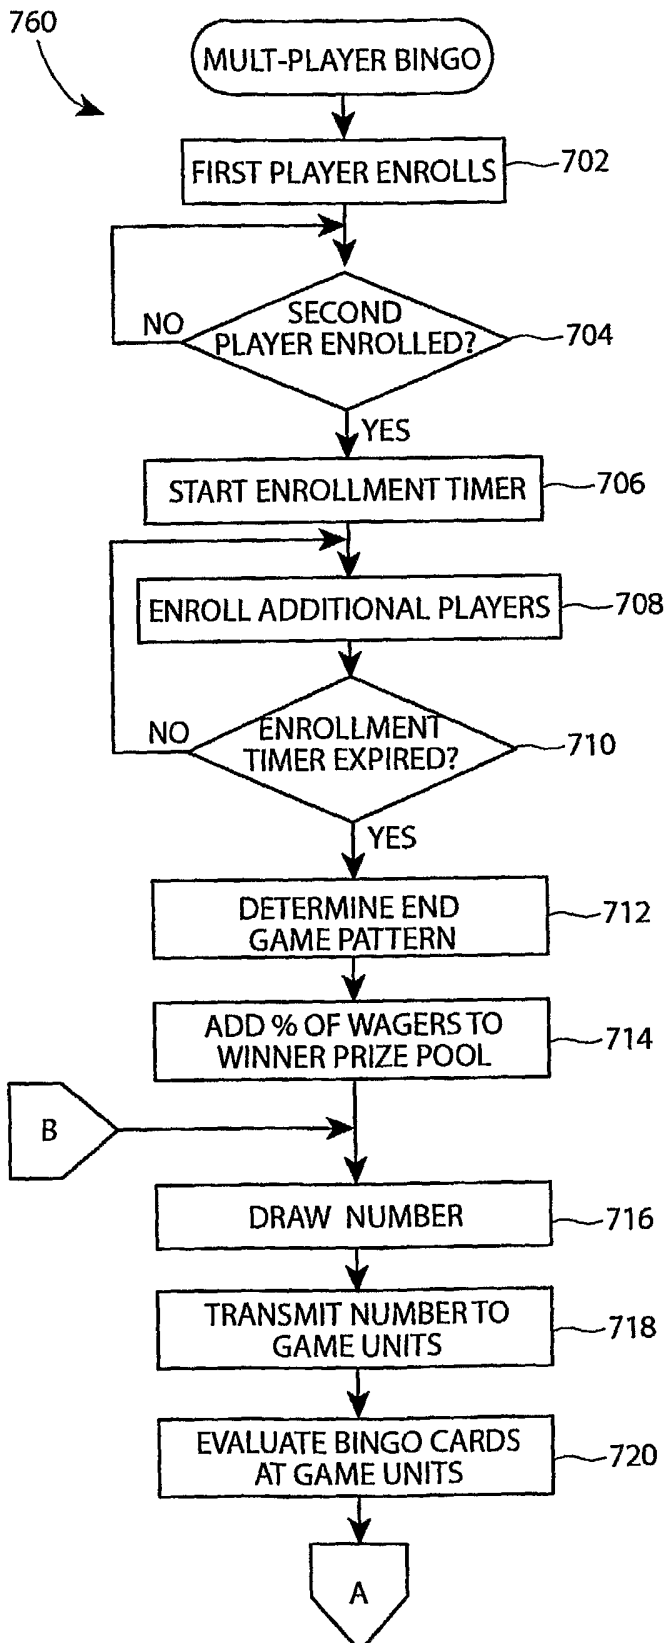 760
MULT-PLAYER BINGO
FIRST PLAYER ENROLLS
702
SECOND
PLAYER ENROLLED?
704
NO
YES
START ENROLLMENT TIMER
706
ENROLL ADDITIONAL PLAYERS
708
ENROLLMENT
TIMER EXPIRED?
710
NO
YES
DETERMINE END
GAME PATTERN
712
ADD % OF WAGERS TO
WINNER PRIZE POOL
714
B
DRAW NUMBER
716
TRANSMIT NUMBER TO
GAME UNITS
718
EVALUATE BINGO CARDS
AT GAME UNITS
720
A